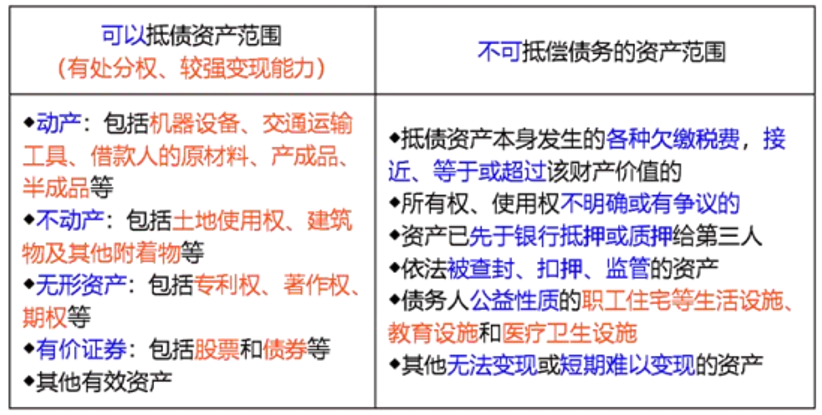 可以抵债资产范围
（有处分权、较强变现能力）
不可抵偿债务的资产范围
◆动产：包括机器设备、交通运输
工具、借款人的原材料、产成品、
半成品等
◆不动产：包括土地使用权、建筑
物及其他附着物等
◆无形资产：包括专利权、著作权、
期权等
◆有价证券：包括股票和债券等
◆其他有效资产
◆抵债资产本身发生的各种欠缴税费，接
近、等于或超过该财产价值的
◆所有权、使用权不明确或有争议的
◆资产已先于银行抵押或质押给第三人
◆依法被查封、扣押、监管的资产
◆债务人公益性质的职工住宅等生活设施、
教育设施和医疗卫生设施
◆其他无法变现或短期难以变现的资产